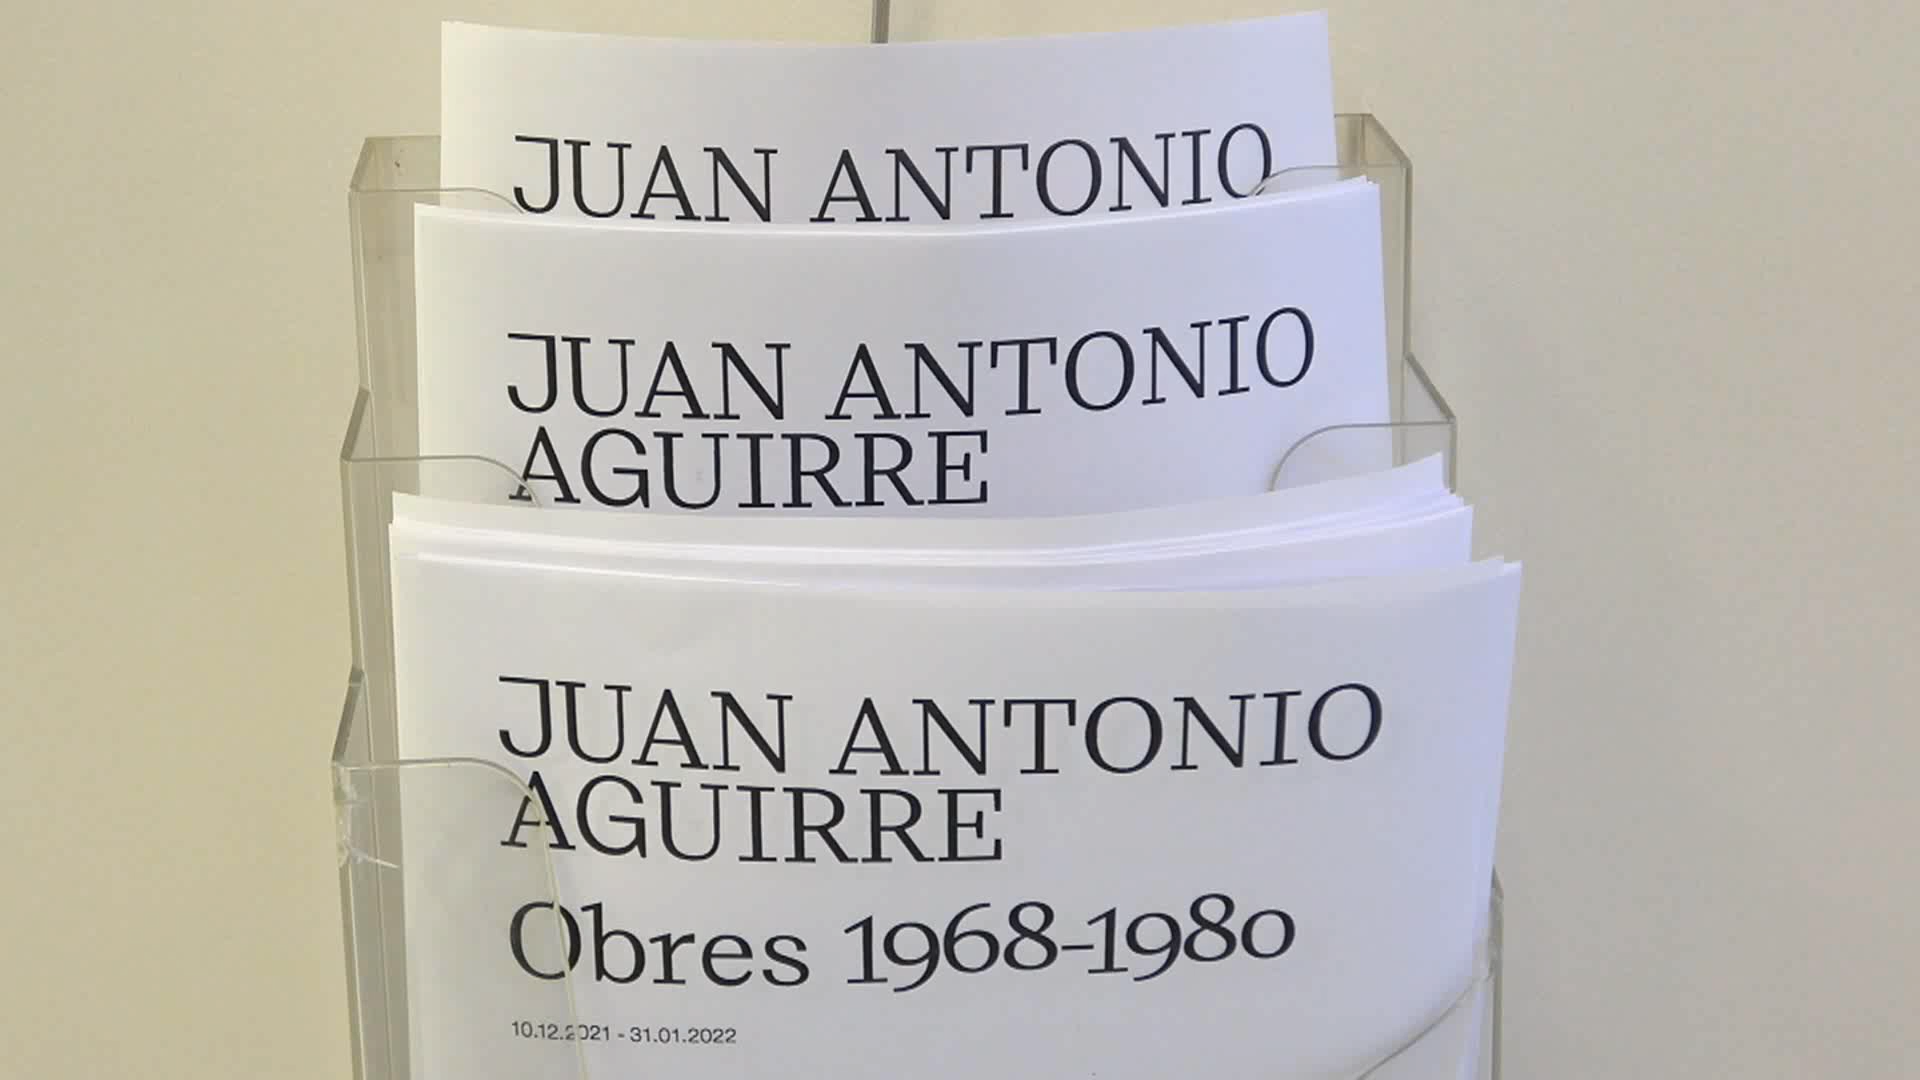 JUAN ANTONIO
JUAN ANTONIO
AGUIRRE
JUAN ANTONIO
AGUIRRE
Obres 1968-1980
10.12.2021 - 31.01.2022